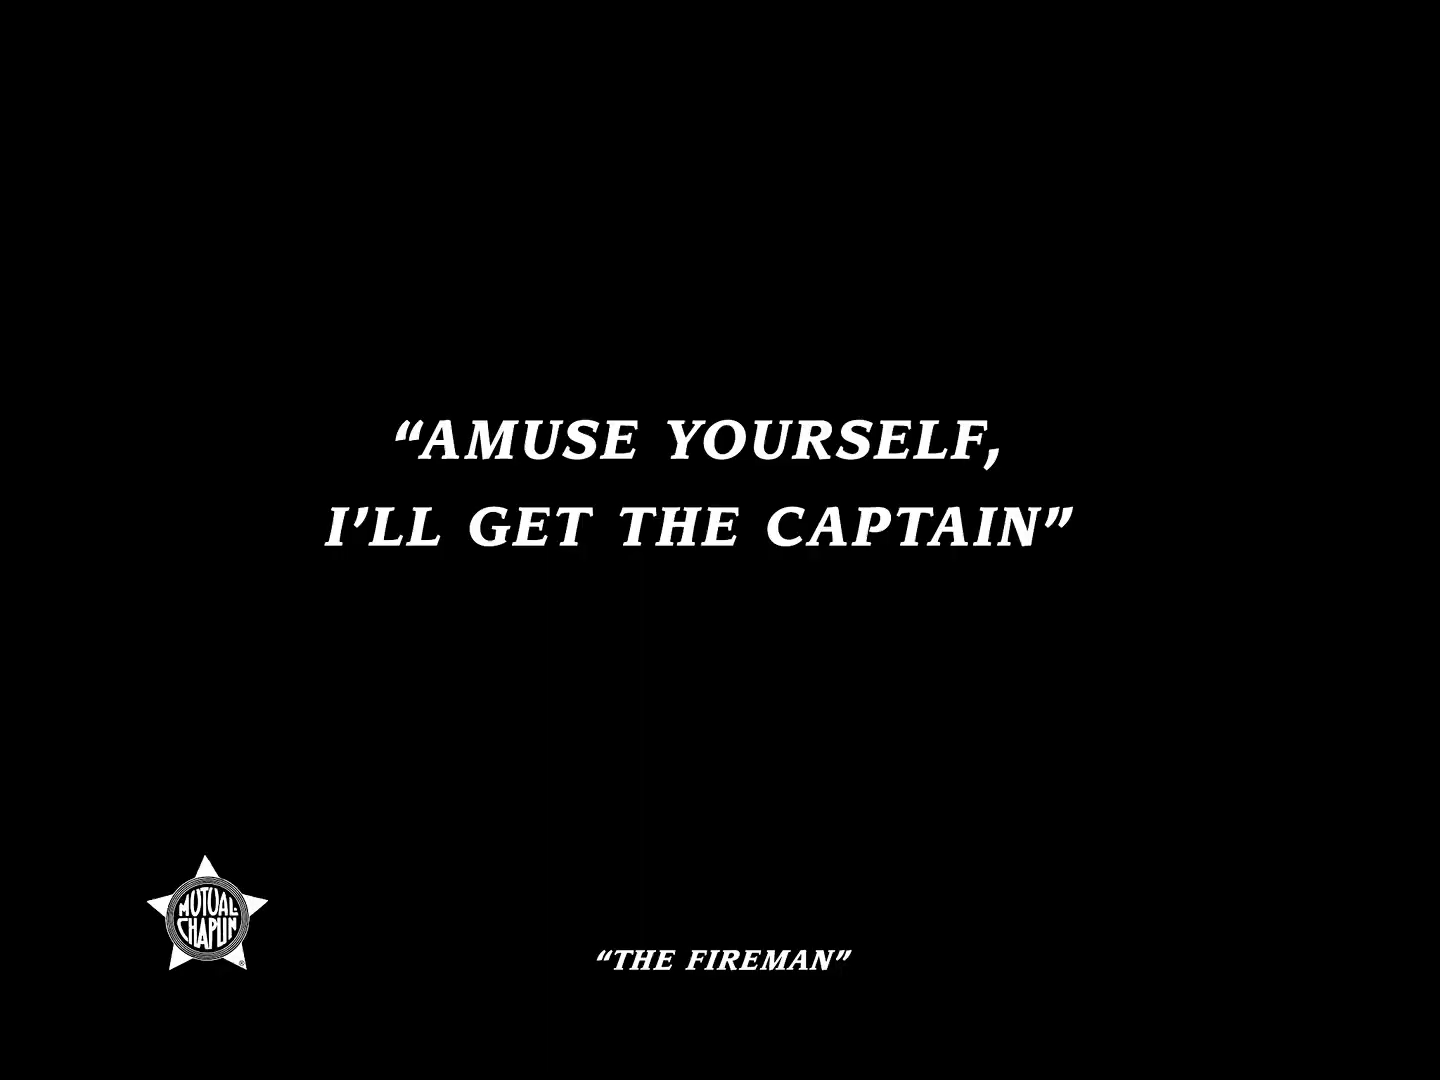 “AMUSE YOURSELF,
I’LL GET THE CAPTAIN”
MUTUAL-
CHAPLIN
“THE FIREMAN”